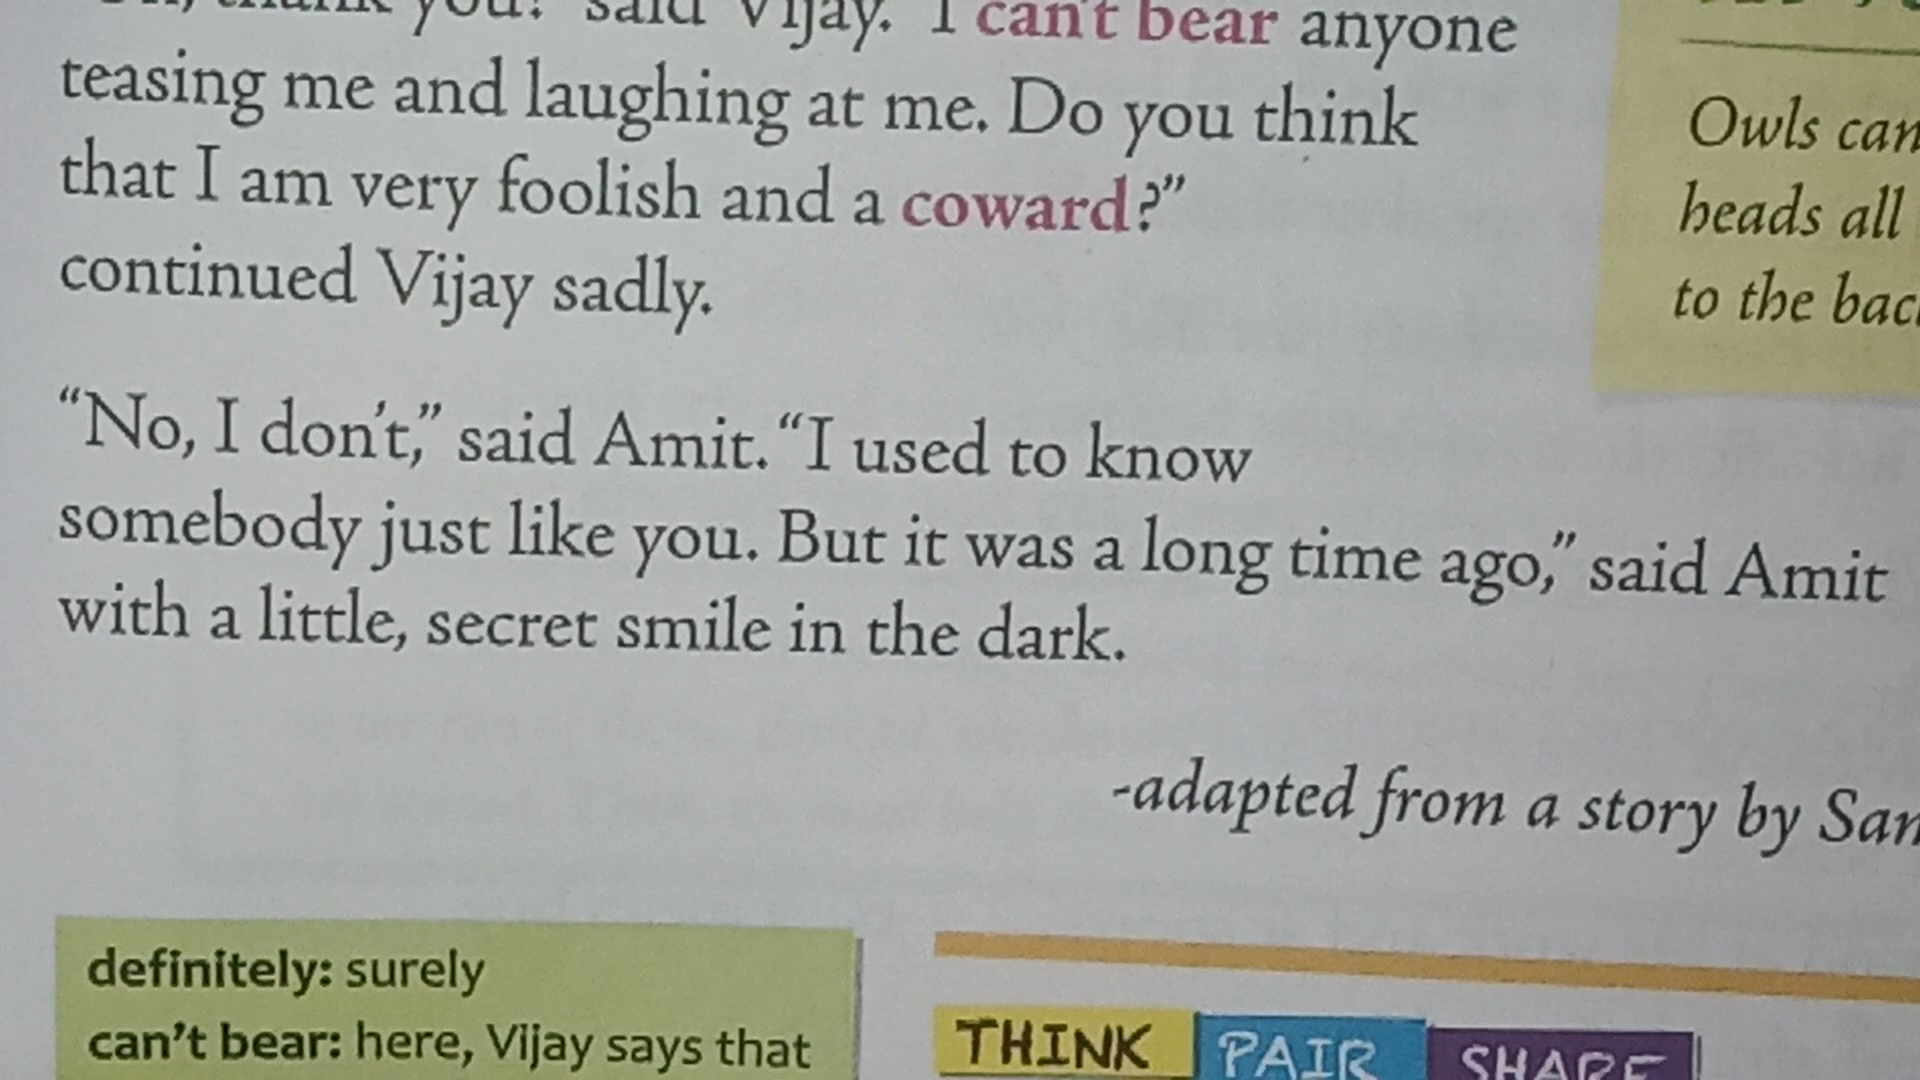 you! said Vijay. "I can't bear anyone
teasing me and laughing at me. Do you think
that I am very foolish and a coward?"
continued Vijay sadly.
"No, I don't," said Amit. "I used to know
somebody just like you. But it was a long time ago," said Amit
with a little, secret smile in the dark.
-adapted from a story by San
Owls can
heads all
to the bac
definitely: surely
can't bear: here, Vijay says that
THINK PAIR SHARE